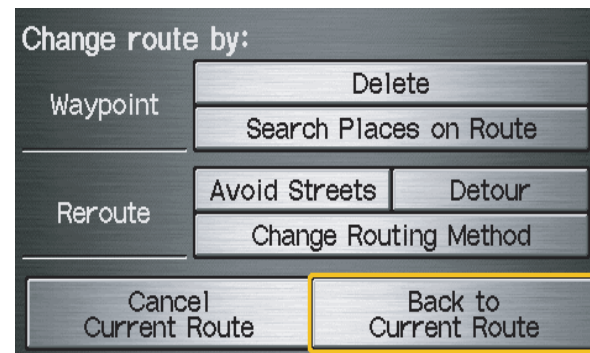 Change route by:
Waypoint
Delete
Search Places on Route
Reroute
Avoid Streets
Detour
Change Routing Method
Cancel
Current Route
Back to
Current Route